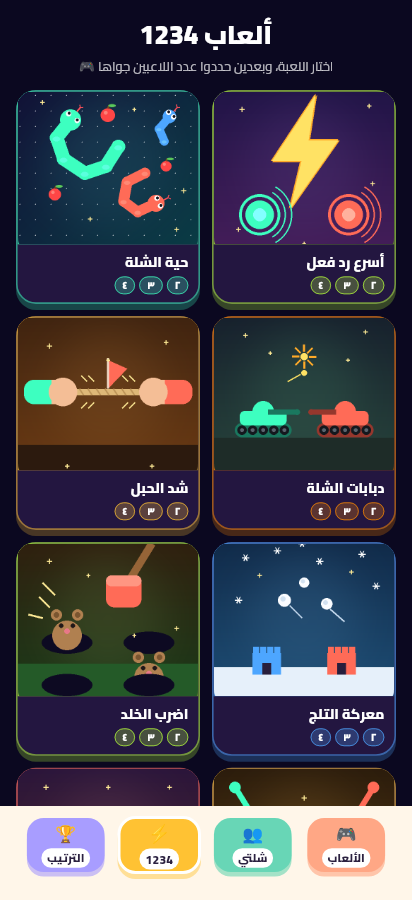 ألعاب 1234
اختار اللعبة، وبعدين حددوا عدد اللاعبين جواها 🎮
أسرع رد فعل
٢ ٣ ٤
حية الشلة
٢ ٣ ٤
دبابات الشلة
٢ ٣ ٤
شد الحبل
٢ ٣ ٤
معركة التلج
٢ ٣ ٤
اضرب الخلد
٢ ٣ ٤
الألعاب
شلتي
1234
الترتيب